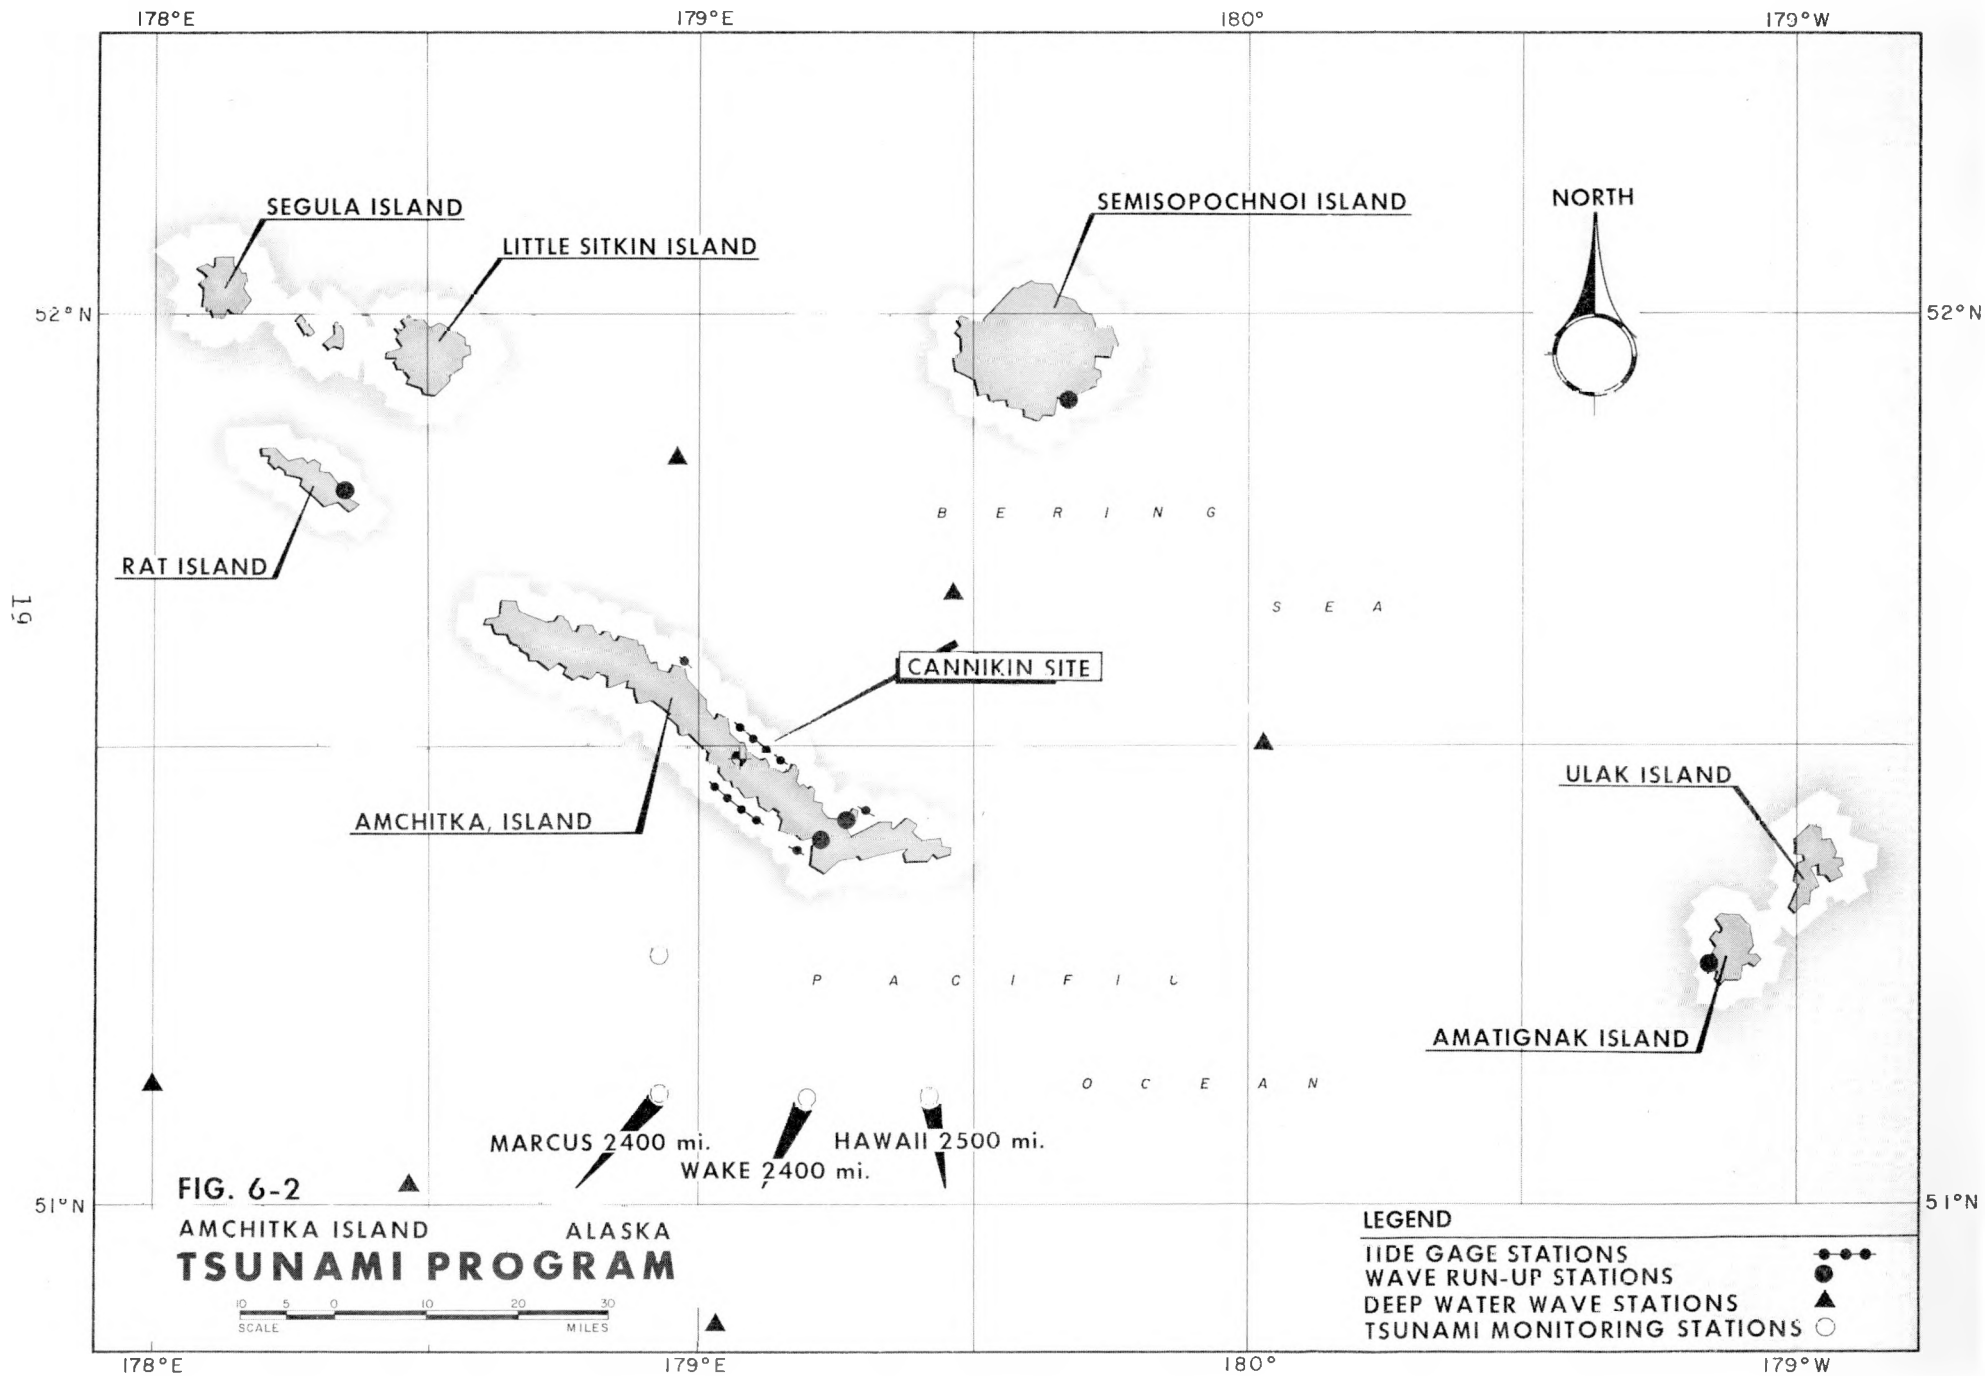 178°E 179°E 180° 179°W
SEGULA ISLAND
SEMISOPOCHNOI ISLAND
NORTH
LITTLE SITKIN ISLAND
52°N 52°N
B E R I N G
RAT ISLAND
19
S E A
CANNIKIN SITE
ULAK ISLAND
AMCHITKA, ISLAND
P A C I F I C
AMATIGNAK ISLAND
O C E A N
MARCUS 2400 mi.
HAWAII 2500 mi.
WAKE 2400 mi.
FIG. 6-2
51°N 51°N
AMCHITKA ISLAND ALASKA
TSUNAMI PROGRAM
10 5 0 10 20 30
SCALE MILES
LEGEND
TIDE GAGE STATIONS
WAVE RUN-UP STATIONS
DEEP WATER WAVE STATIONS
TSUNAMI MONITORING STATIONS
178°E 179°E 180° 179°W